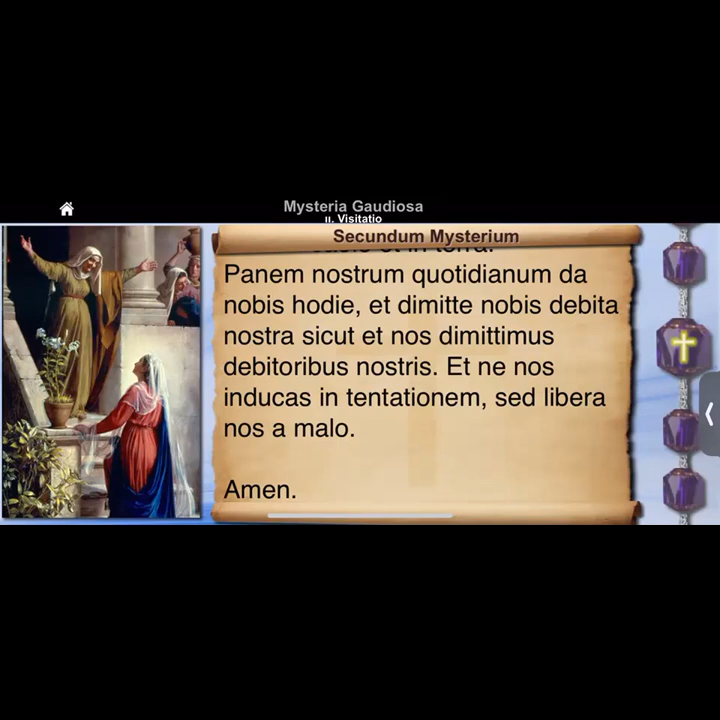 Mysteria Gaudiosa
II. Visitatio
Secundum Mysterium
Panem nostrum quotidianum da
nobis hodie, et dimitte nobis debita
nostra sicut et nos dimittimus
debitoribus nostris. Et ne nos
inducas in tentationem, sed libera
nos a malo.
Amen.